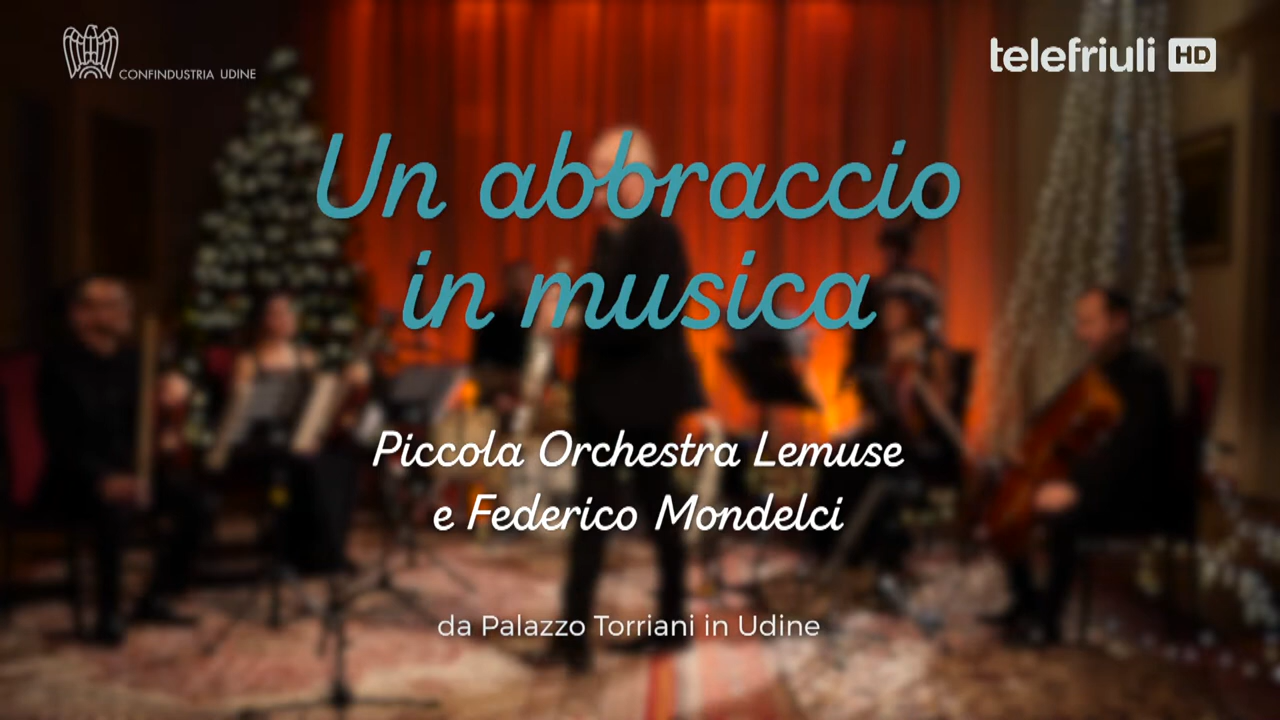 CONFINDUSTRIA UDINE
telefriuli HD
Un abbraccio
in musica
Piccola Orchestra Lemuse
e Federico Mondelci
da Palazzo Torriani in Udine